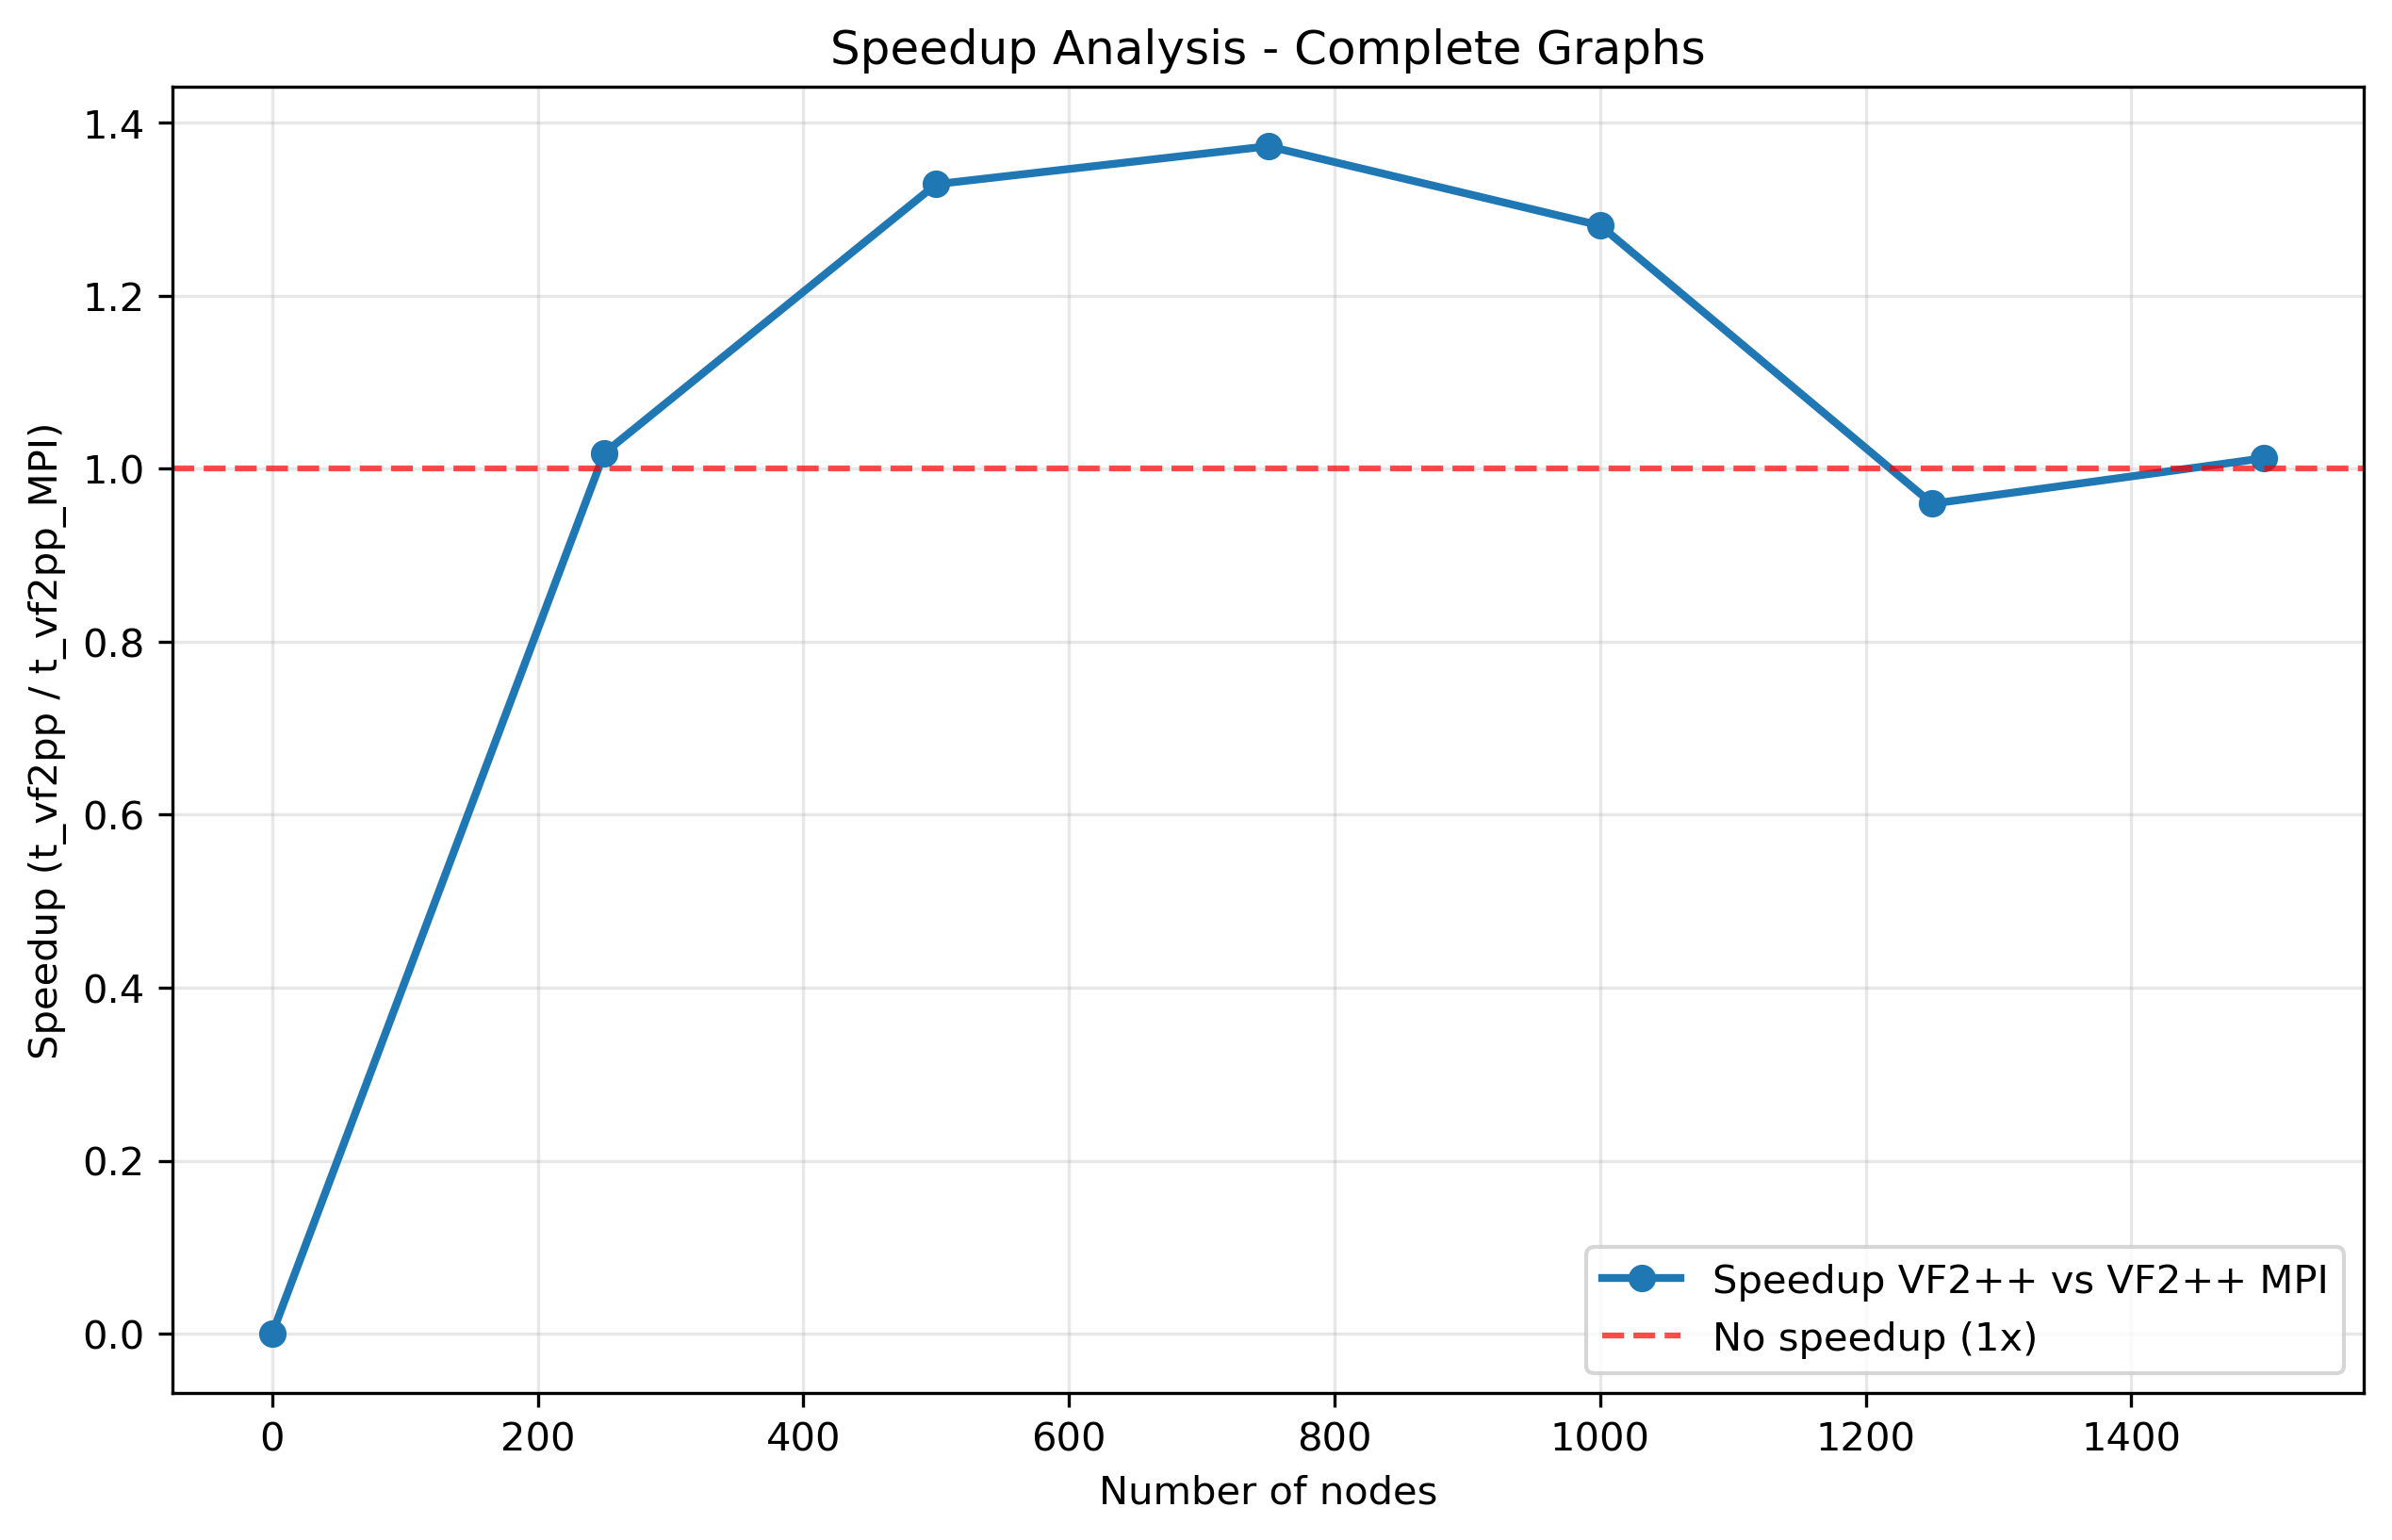 Speedup Analysis - Complete Graphs
Speedup (t_vf2pp / t_vf2pp_MPI)
1.4
1.2
1.0
0.8
0.6
0.4
0.2
0.0
0 200 400 600 800 1000 1200 1400
Number of nodes
Speedup VF2++ vs VF2++ MPI
No speedup (1x)